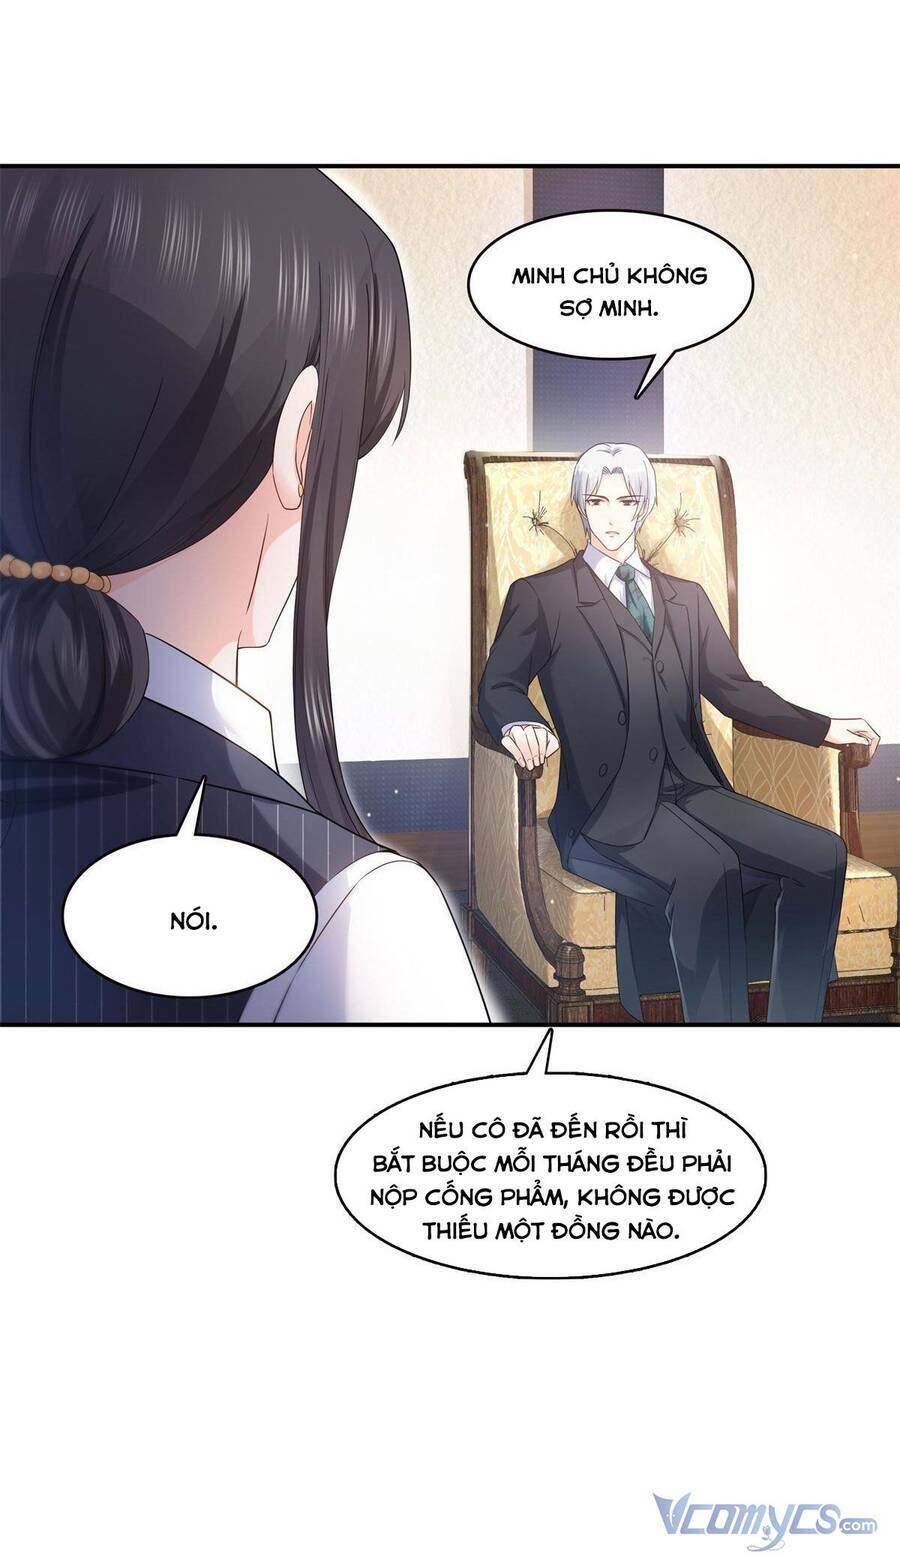 MINH CHỦ KHÔNG
SỢ MINH.
NÓI.
NẾU CÔ ĐÃ ĐẾN RỒI THÌ
BẮT BUỘC MỖI THÁNG ĐỀU PHẢI
NỘP CỐNG PHẨM, KHÔNG ĐƯỢC
THIẾU MỘT ĐỒNG NÀO.
VCOMYCS.com